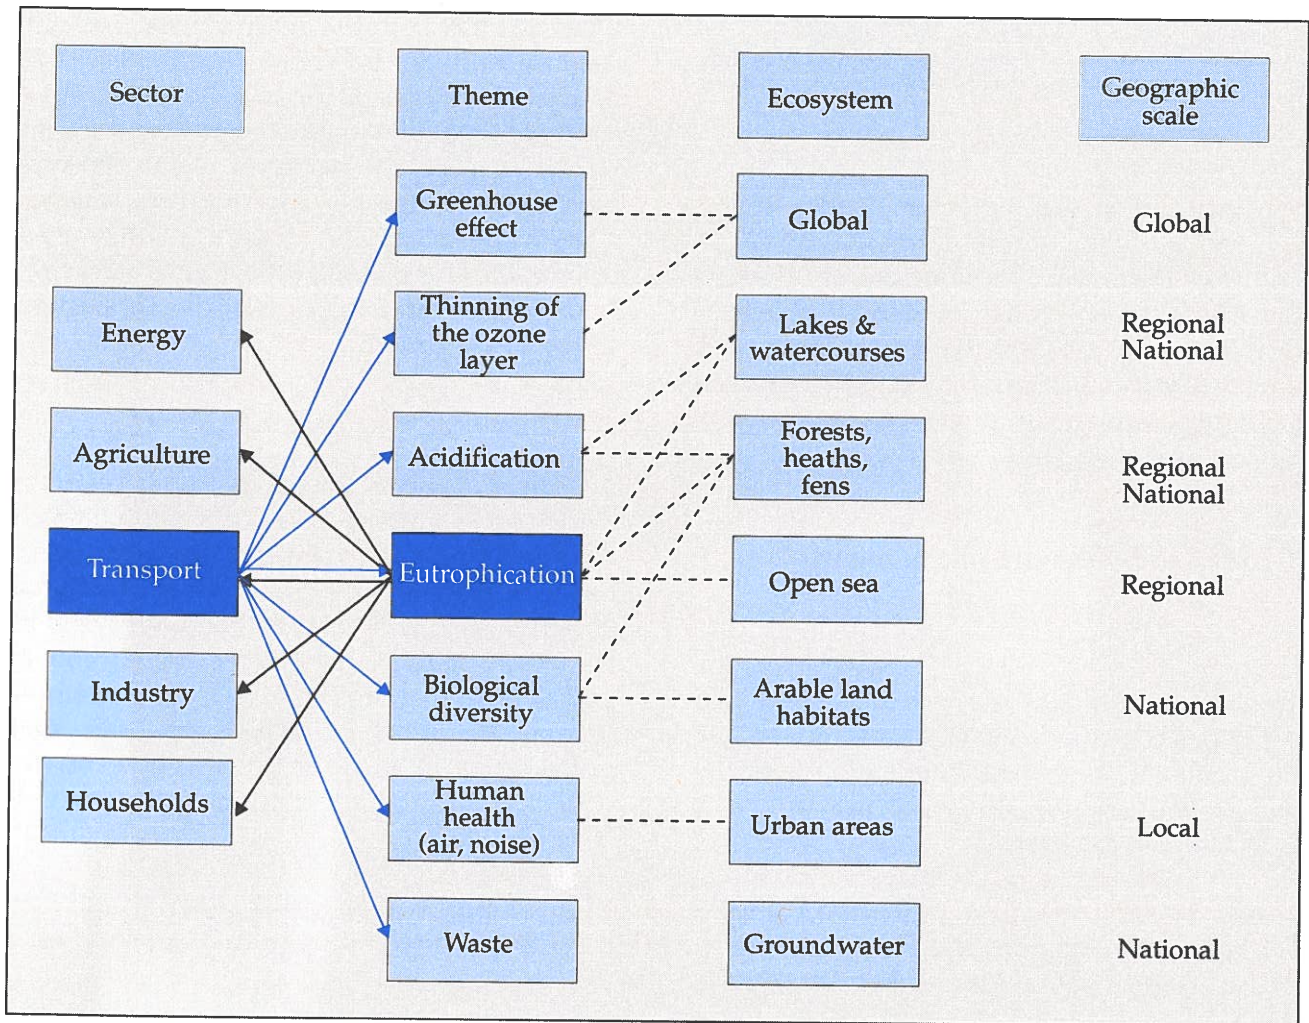 Sector
Theme
Ecosystem
Geographic
scale
Greenhouse
effect
Global
Global
Energy
Thinning of
the ozone
layer
Lakes &
watercourses
Regional
National
Agriculture
Acidification
Forests,
heaths,
fens
Regional
National
Transport
Eutrophication
Open sea
Regional
Industry
Biological
diversity
Arable land
habitats
National
Households
Human
health
(air, noise)
Urban areas
Local
Waste
Groundwater
National